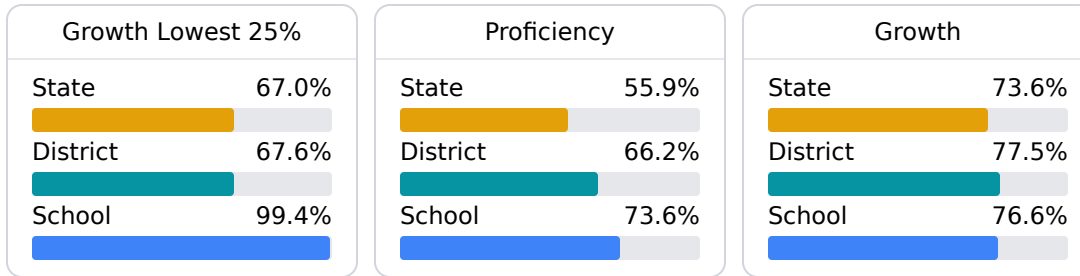 Growth Lowest 25%
State 67.0%
District 67.6%
School 99.4%
Proficiency
State 55.9%
District 66.2%
School 73.6%
Growth
State 73.6%
District 77.5%
School 76.6%